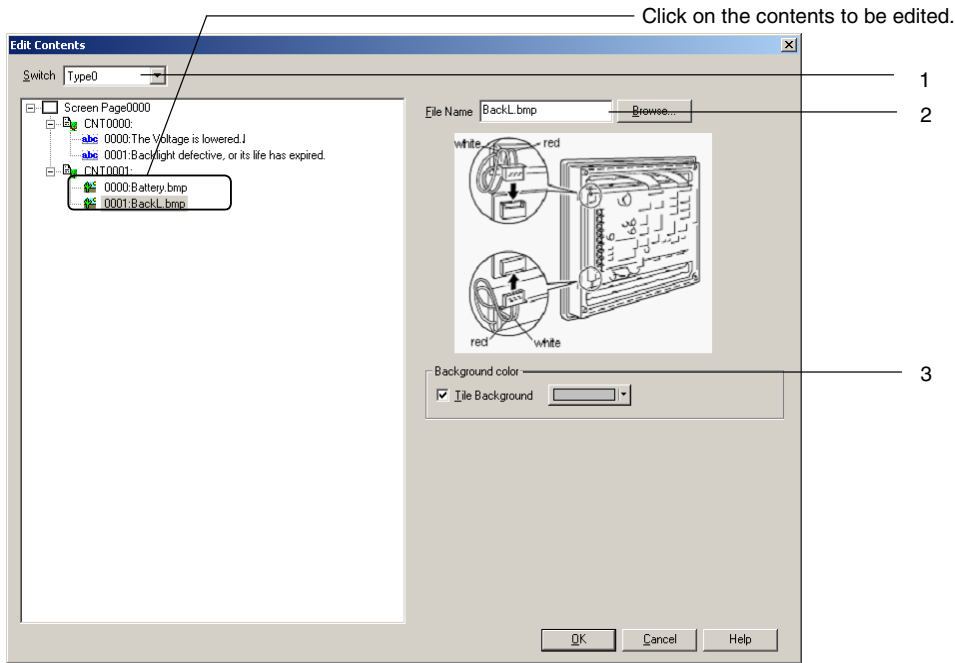 Click on the contents to be edited.
Edit Contents
Switch Type0
1
Screen Page0000
CNT0000:
abc 0000:The Voltage is lowered.↓
abc 0001:Backlight defective, or its life has expired.
CNT0001:
0000:Battery.bmp
0001:BackL.bmp
File Name BackL.bmp Browse...
2
white red
red white
Background color
3
Tile Background
OK Cancel Help